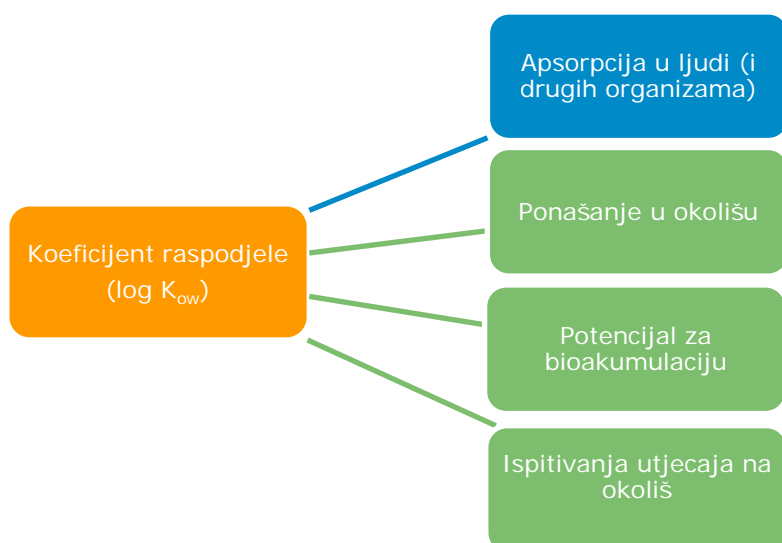 Apsorpcija u ljudi (i
drugih organizama)
Ponašanje u okolišu
Koeficijent raspodjele
(log Kow)
Potencijal za
bioakumulaciju
Ispitivanja utjecaja na
okoliš